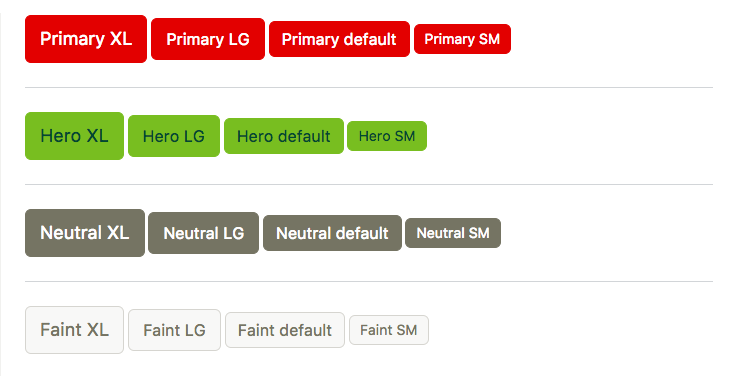 Primary XL Primary LG Primary default Primary SM
Hero XL Hero LG Hero default Hero SM
Neutral XL Neutral LG Neutral default Neutral SM
Faint XL Faint LG Faint default Faint SM